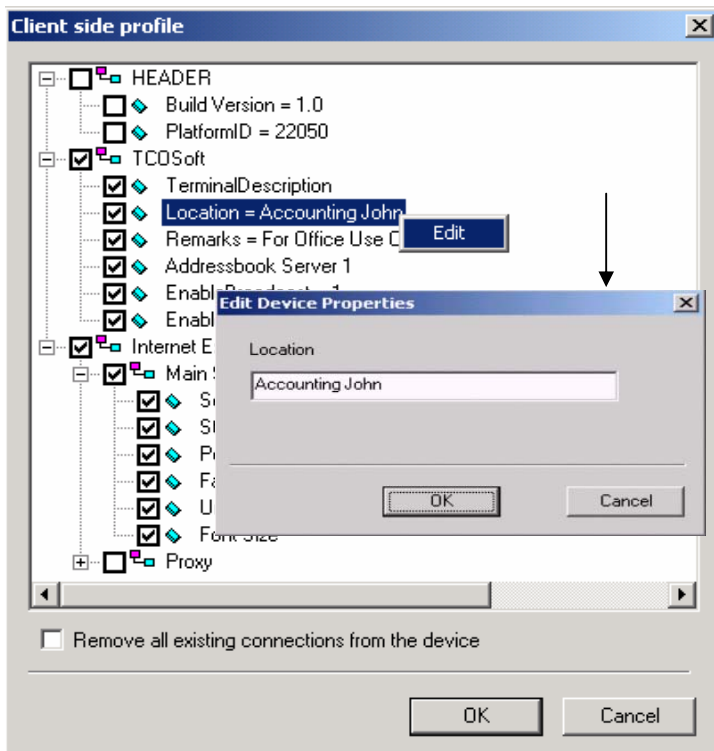 Client side profile
HEADER
Build Version = 1.0
PlatformID = 22050
TCOSoft
TerminalDescription
Location = Accounting John
Edit
Remarks = For Office Use
Addressbook Server 1
Edit Device Properties
Internet
Location
Main
Accounting John
Font Size
OK
Cancel
Proxy
Remove all existing connections from the device
OK
Cancel